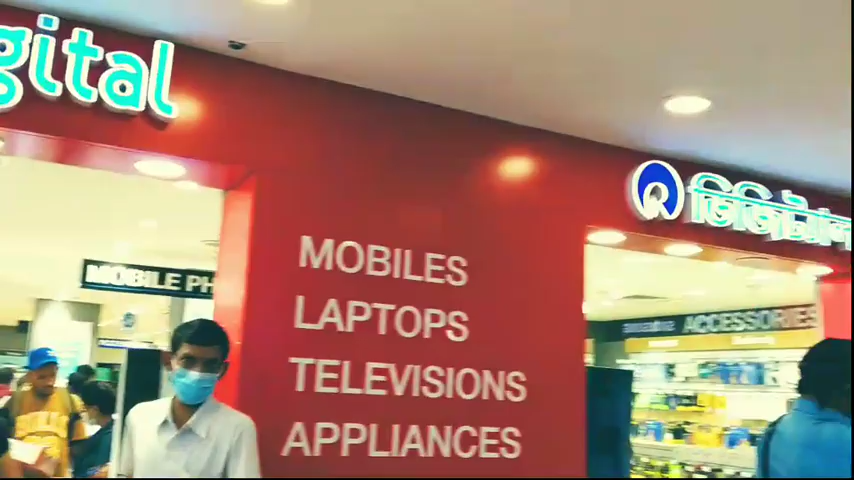 gital
ডিজিটাল
MOBILE PH
MOBILES
LAPTOPS
TELEVISIONS
APPLIANCES
ACCESSORIES